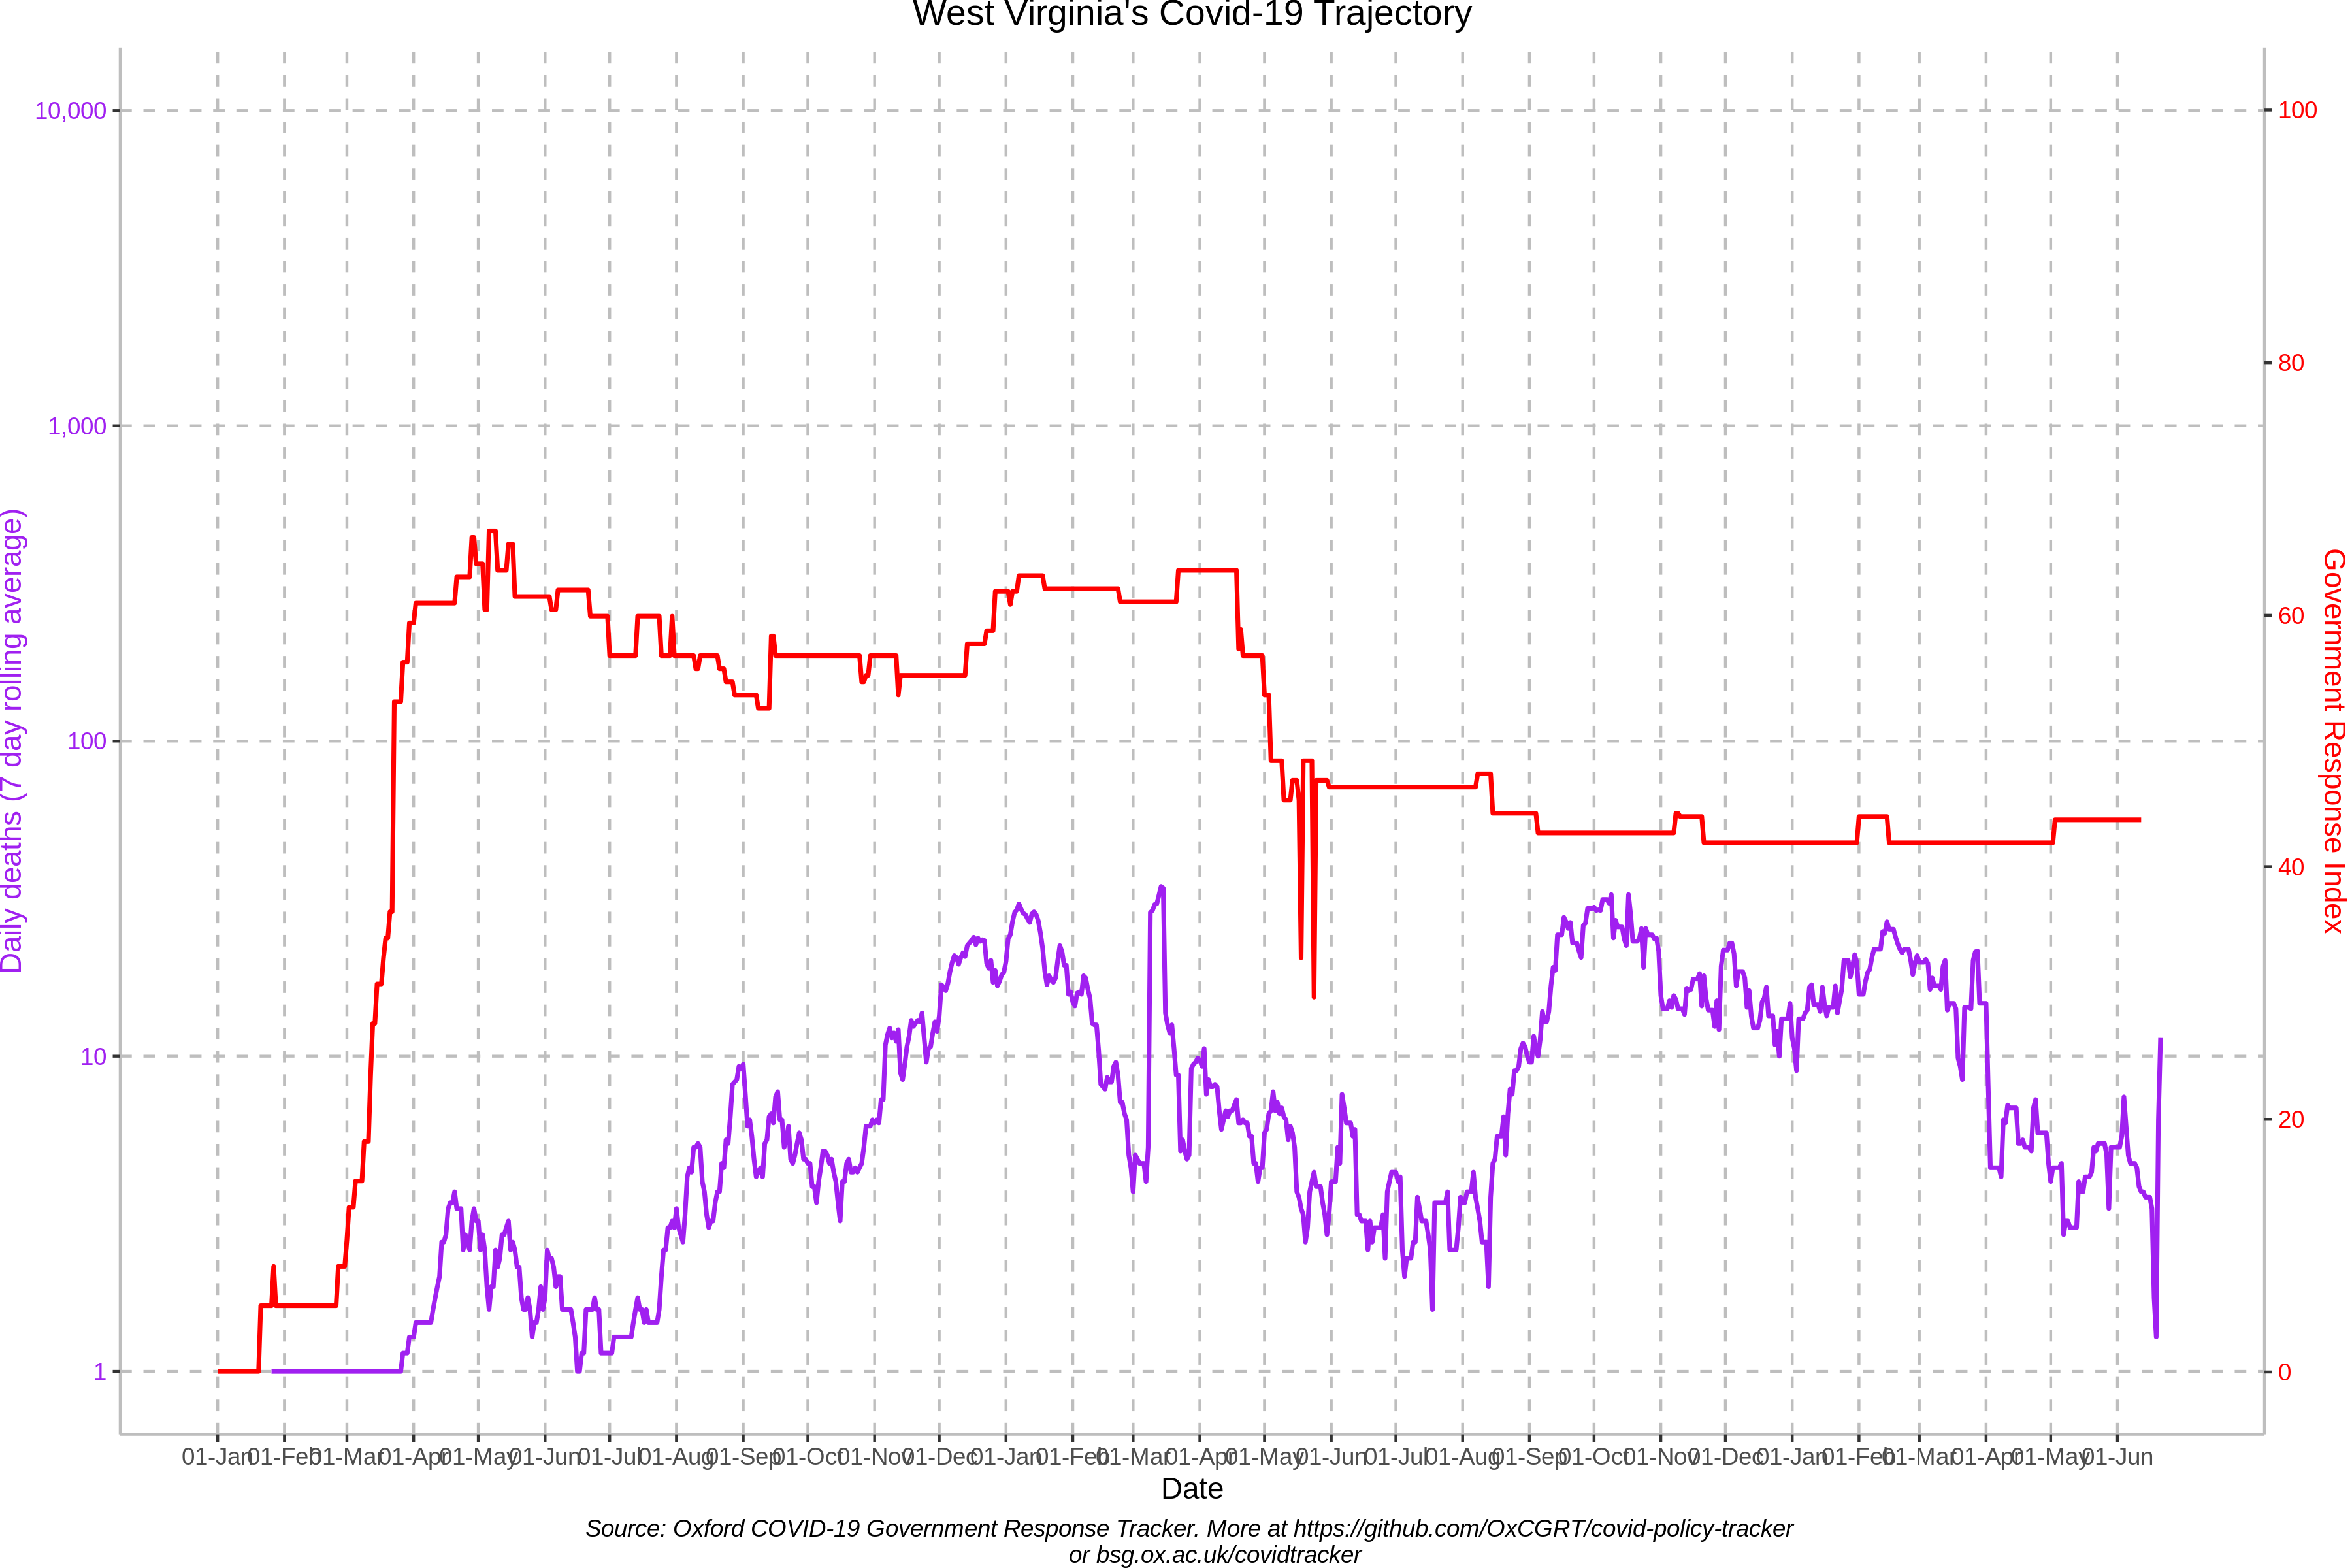 West Virginia's Covid-19 Trajectory
10,000
1,000
100
10
1
Daily deaths (7 day rolling average)
100
80
60
40
20
0
Government Response Index
01-Jan 01-Feb 01-Mar 01-Apr 01-May 01-Jun 01-Jul 01-Aug 01-Sep 01-Oct 01-Nov 01-Dec 01-Jan 01-Feb 01-Mar 01-Apr 01-May 01-Jun 01-Jul 01-Aug 01-Sep 01-Oct 01-Nov 01-Dec 01-Jan 01-Feb 01-Mar 01-Apr 01-May 01-Jun
Date
Source: Oxford COVID-19 Government Response Tracker. More at https://github.com/OxCGRT/covid-policy-tracker
or bsg.ox.ac.uk/covidtracker